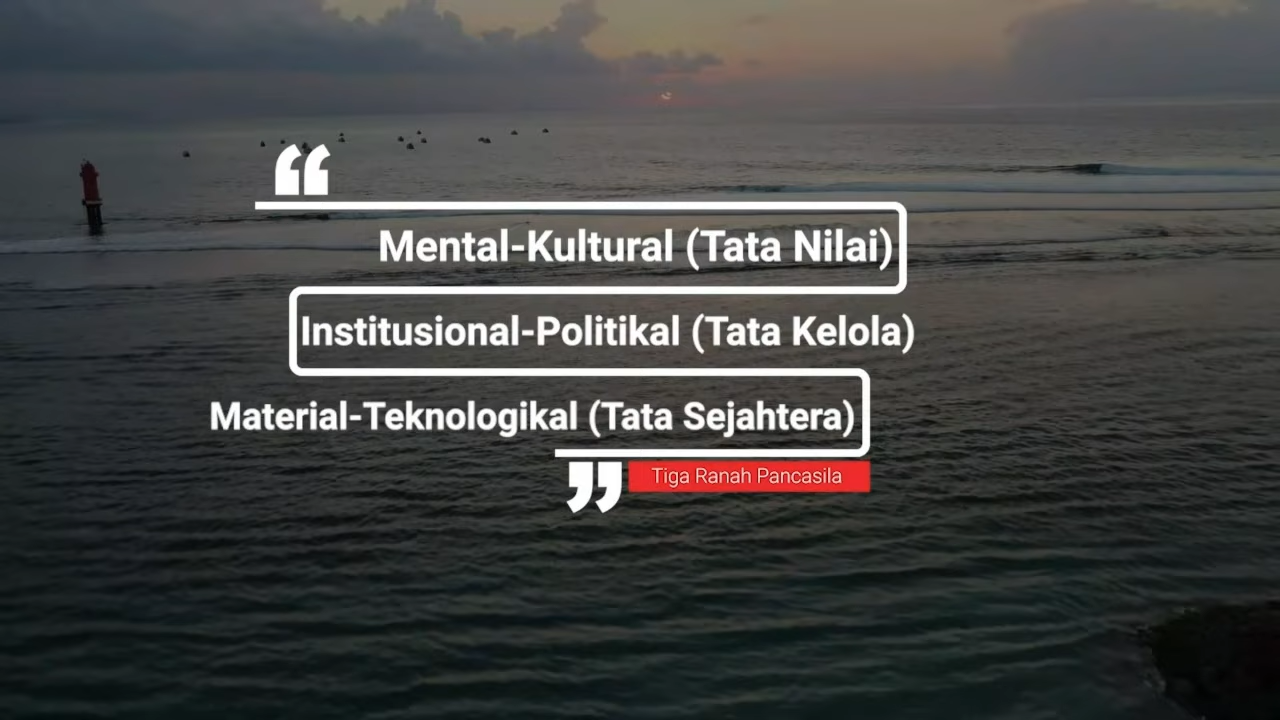 “
Mental-Kultural (Tata Nilai)
Institusional-Politikal (Tata Kelola)
Material-Teknologikal (Tata Sejahtera)
”
Tiga Ranah Pancasila